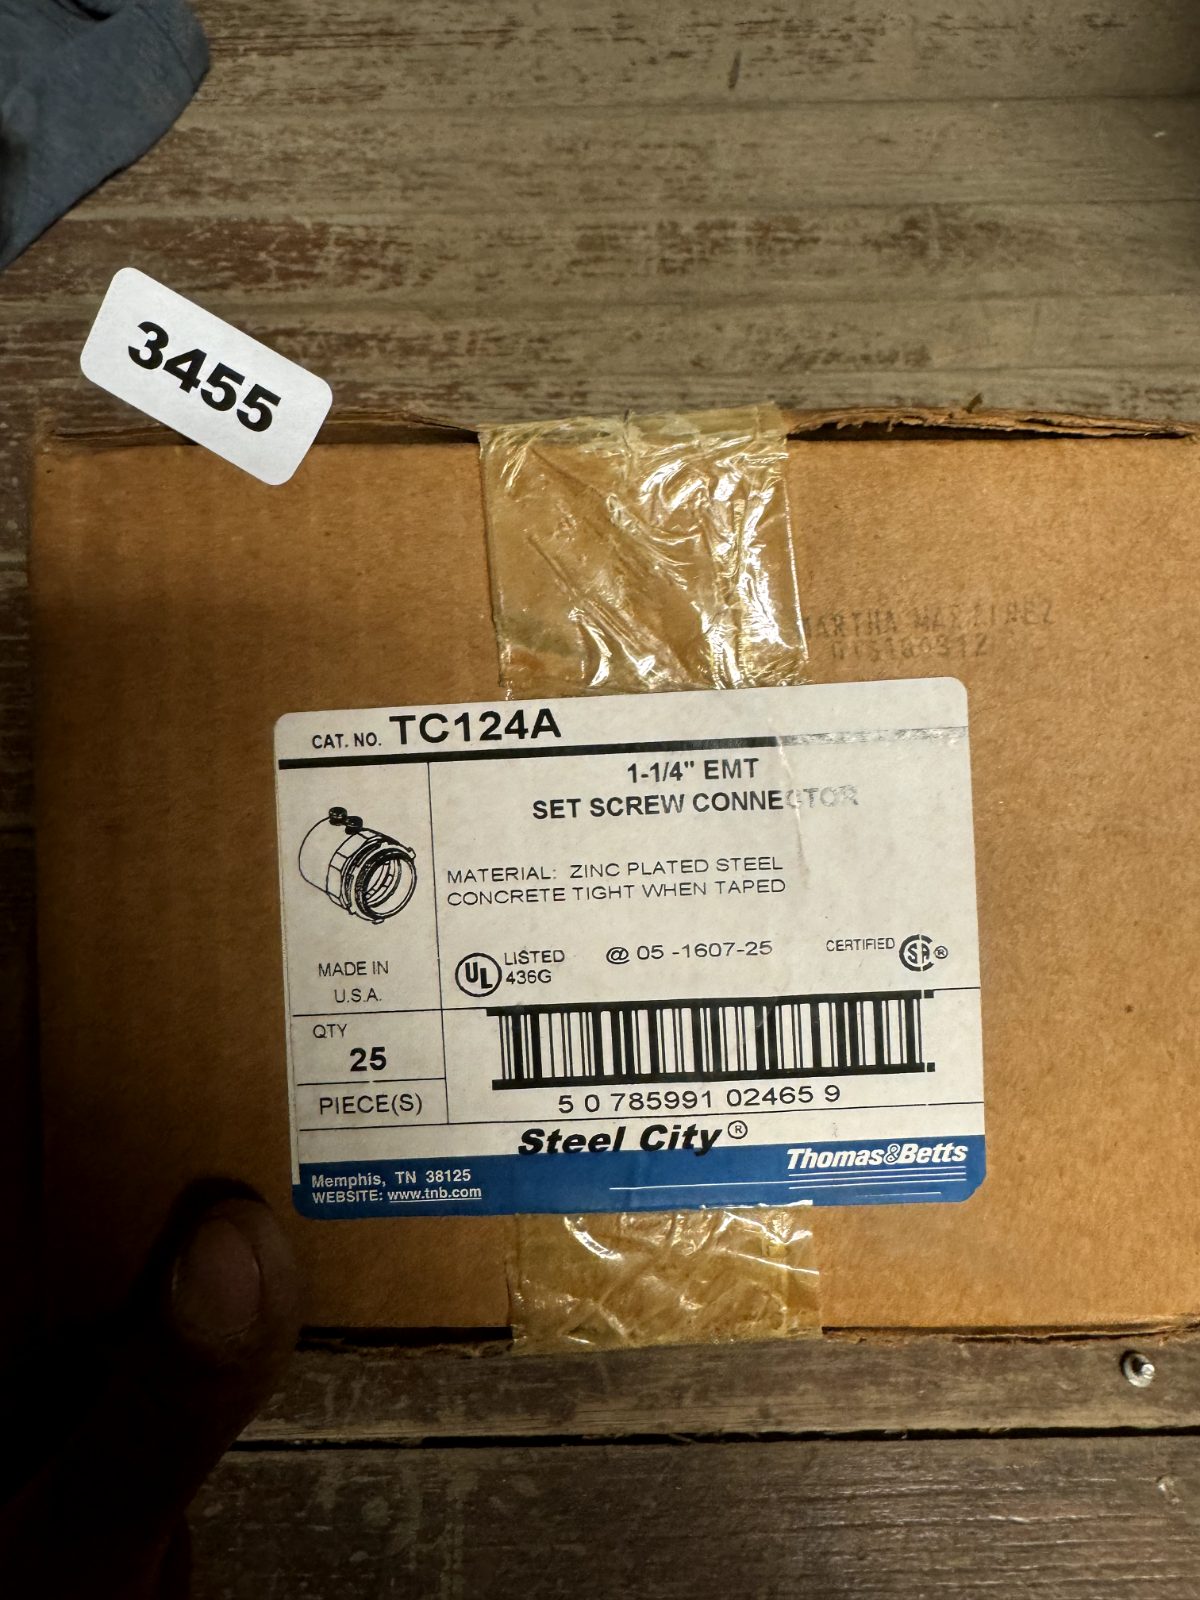 3455
CAT. NO. TC124A
1-1/4" EMT
SET SCREW CONNECTOR
MATERIAL: ZINC PLATED STEEL
CONCRETE TIGHT WHEN TAPED
MADE IN
U.S.A.
UL LISTED
436G
@ 05 -1607-25
CERTIFIED SA ®
QTY
25
PIECE(S)
5 0 785991 02465 9
Steel City ®
Memphis, TN 38125
WEBSITE: www.tnb.com
Thomas&Betts